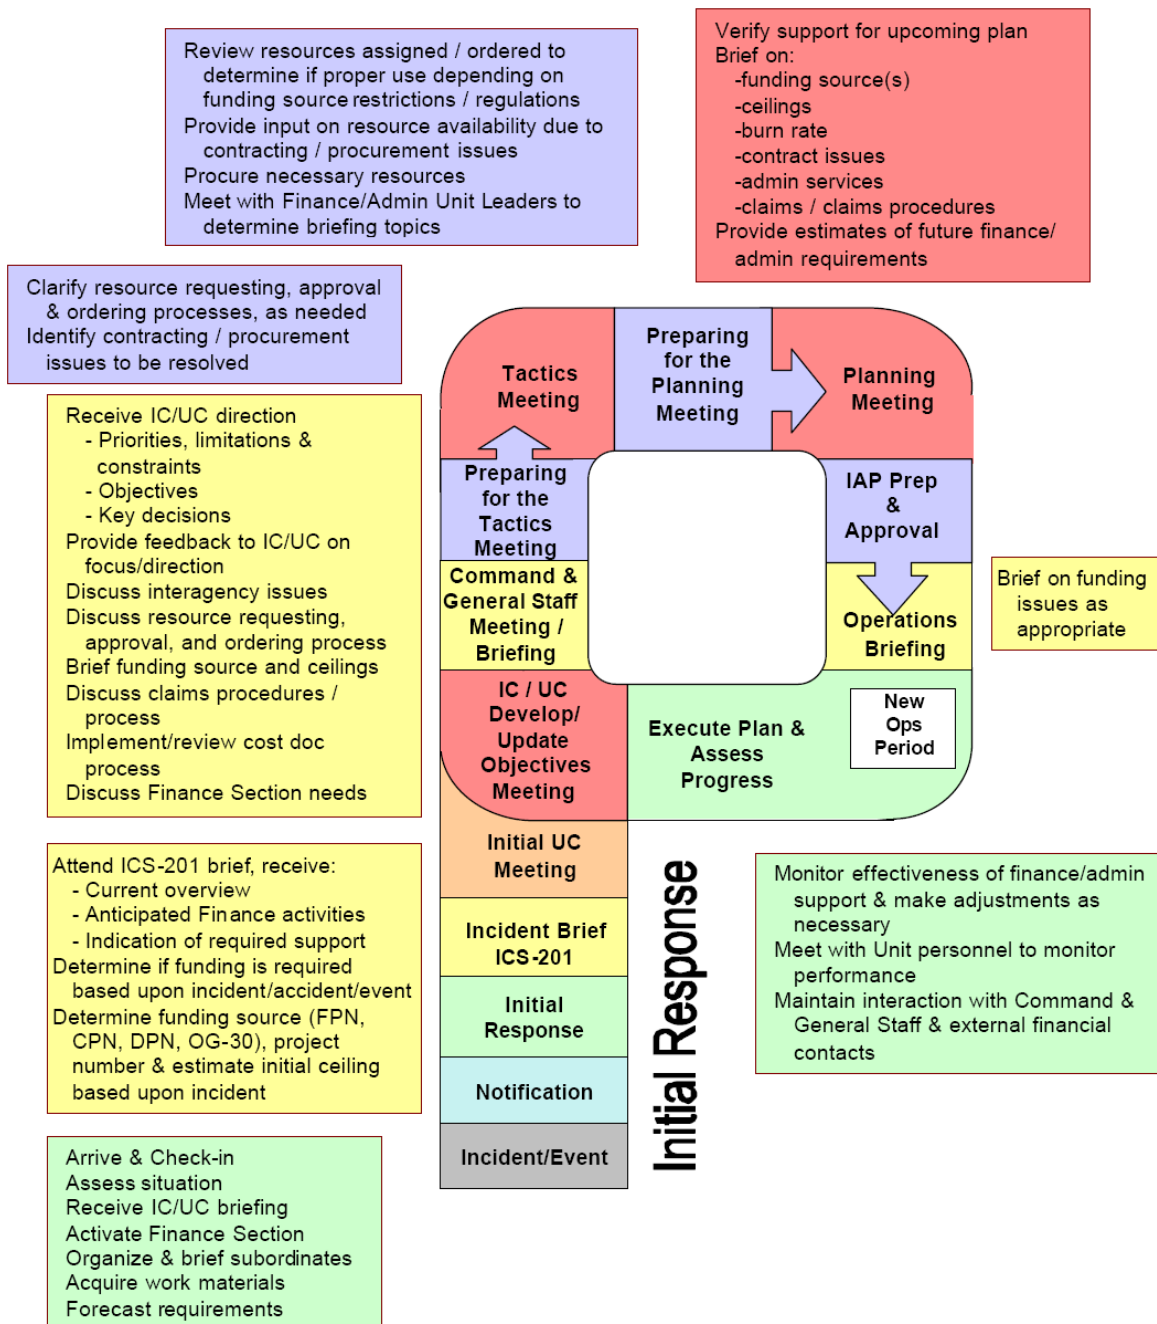 Review resources assigned / ordered to
determine if proper use depending on
funding source restrictions / regulations
Provide input on resource availability due to
contracting / procurement issues
Procure necessary resources
Meet with Finance/Admin Unit Leaders to
determine briefing topics
Verify support for upcoming plan
Brief on:
-funding source(s)
-ceilings
-burn rate
-contract issues
-admin services
-claims / claims procedures
Provide estimates of future finance/
admin requirements
Clarify resource requesting, approval
& ordering processes, as needed
Identify contracting / procurement
issues to be resolved
Receive IC/UC direction
- Priorities, limitations &
constraints
- Objectives
- Key decisions
Provide feedback to IC/UC on
focus/direction
Discuss interagency issues
Discuss resource requesting,
approval, and ordering process
Brief funding source and ceilings
Discuss claims procedures /
process
Implement/review cost doc
process
Discuss Finance Section needs
Tactics
Meeting
Preparing
for the
Planning
Meeting
Planning
Meeting
Preparing
for the
Tactics
Meeting
IAP Prep
&
Approval
Command &
General Staff
Meeting /
Briefing
Operations
Briefing
Brief on funding
issues as
appropriate
IC / UC
Develop/
Update
Objectives
Meeting
Execute Plan &
Assess
Progress
New
Ops
Period
Initial UC
Meeting
Incident Brief
ICS-201
Initial
Response
Notification
Incident/Event
Initial Response
Attend ICS-201 brief, receive:
- Current overview
- Anticipated Finance activities
- Indication of required support
Determine if funding is required
based upon incident/accident/event
Determine funding source (FPN,
CPN, DPN, OG-30), project
number & estimate initial ceiling
based upon incident
Monitor effectiveness of finance/admin
support & make adjustments as
necessary
Meet with Unit personnel to monitor
performance
Maintain interaction with Command &
General Staff & external financial
contacts
Arrive & Check-in
Assess situation
Receive IC/UC briefing
Activate Finance Section
Organize & brief subordinates
Acquire work materials
Forecast requirements